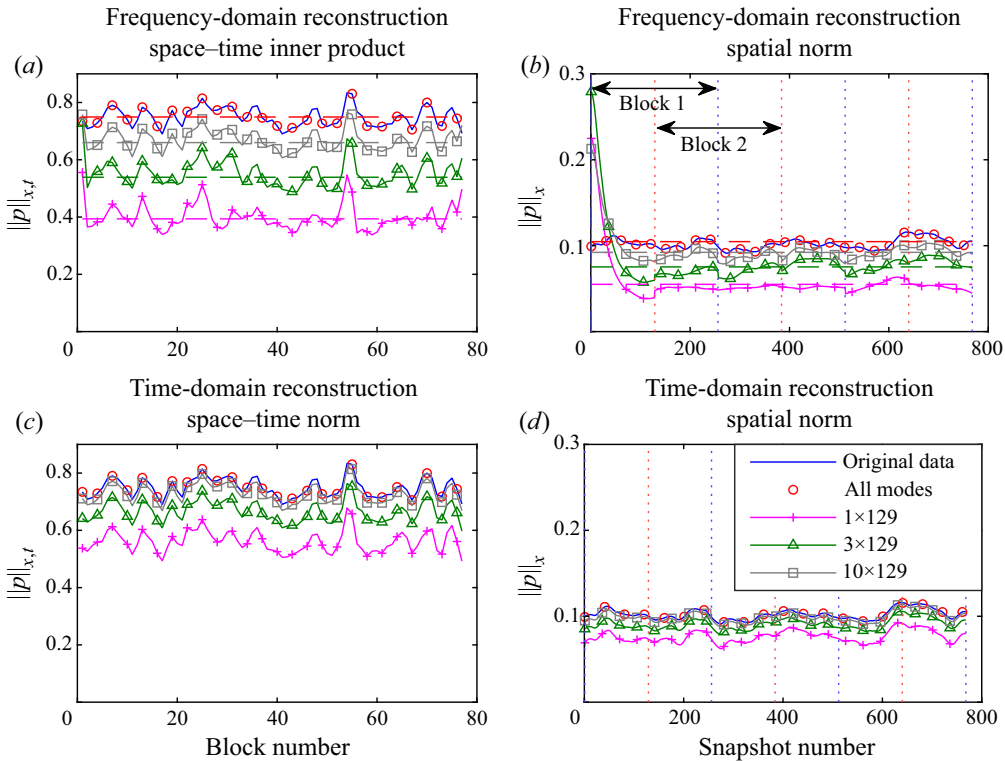 Frequency-domain reconstruction
space–time inner product
(a)
0.8
0.6
||p||x,t
0.4
0.2
0
20
40
60
80
Frequency-domain reconstruction
spatial norm
(b)
0.3
Block 1
Block 2
0.2
||p||x
0.1
0
200
400
600
800
Time-domain reconstruction
space–time norm
(c)
0.8
0.6
||p||x,t
0.4
0.2
0
20
40
60
80
Block number
Time-domain reconstruction
spatial norm
(d)
0.3
Original data
All modes
1×129
3×129
10×129
0.2
||p||x
0.1
0
200
400
600
800
Snapshot number